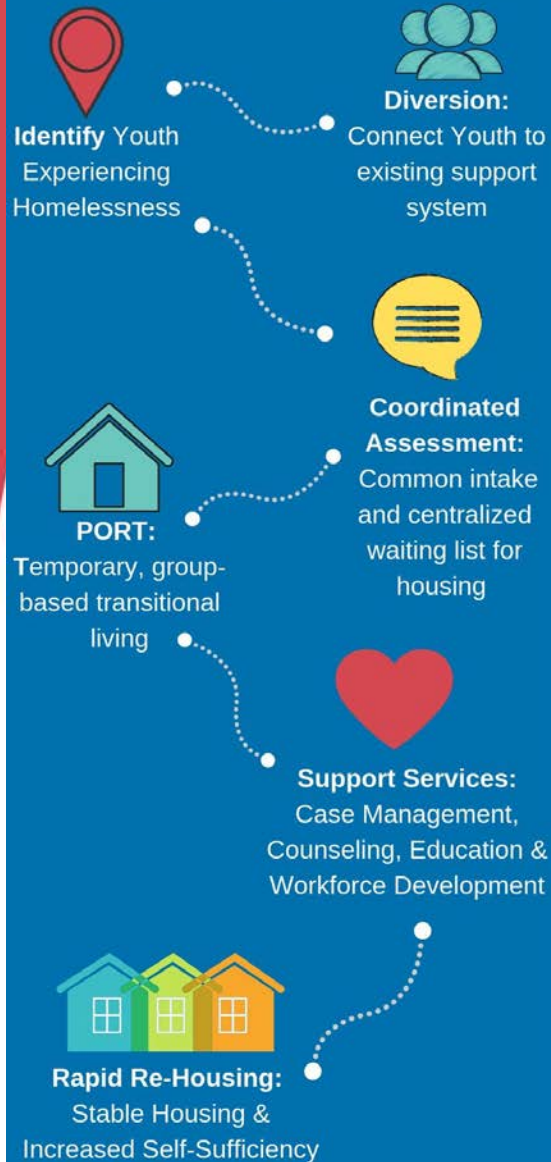 Identify Youth
Experiencing
Homelessness
Diversion:
Connect Youth to
existing support
system
Coordinated
Assessment:
Common intake
and centralized
waiting list for
housing
PORT:
Temporary, group-
based transitional
living
Support Services:
Case Management,
Counseling, Education &
Workforce Development
Rapid Re-Housing:
Stable Housing &
Increased Self-Sufficiency